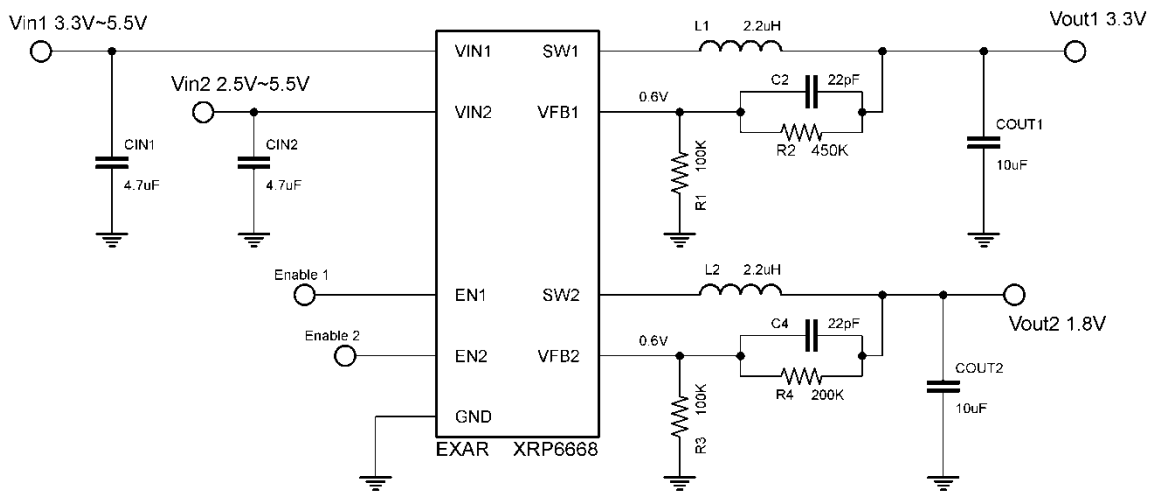 Vin1 3.3V~5.5V
Vin2 2.5V~5.5V
CIN1
4.7uF
CIN2
4.7uF
Enable 1
Enable 2
VIN1
VIN2
EN1
EN2
GND
SW1
VFB1
SW2
VFB2
EXAR XRP6668
L1 2.2uH
Vout1 3.3V
C2 22pF
0.6V
R2 450K
100K
R1
COUT1
10uF
L2 2.2uH
Vout2 1.8V
C4 22pF
0.6V
R4 200K
100K
R3
COUT2
10uF